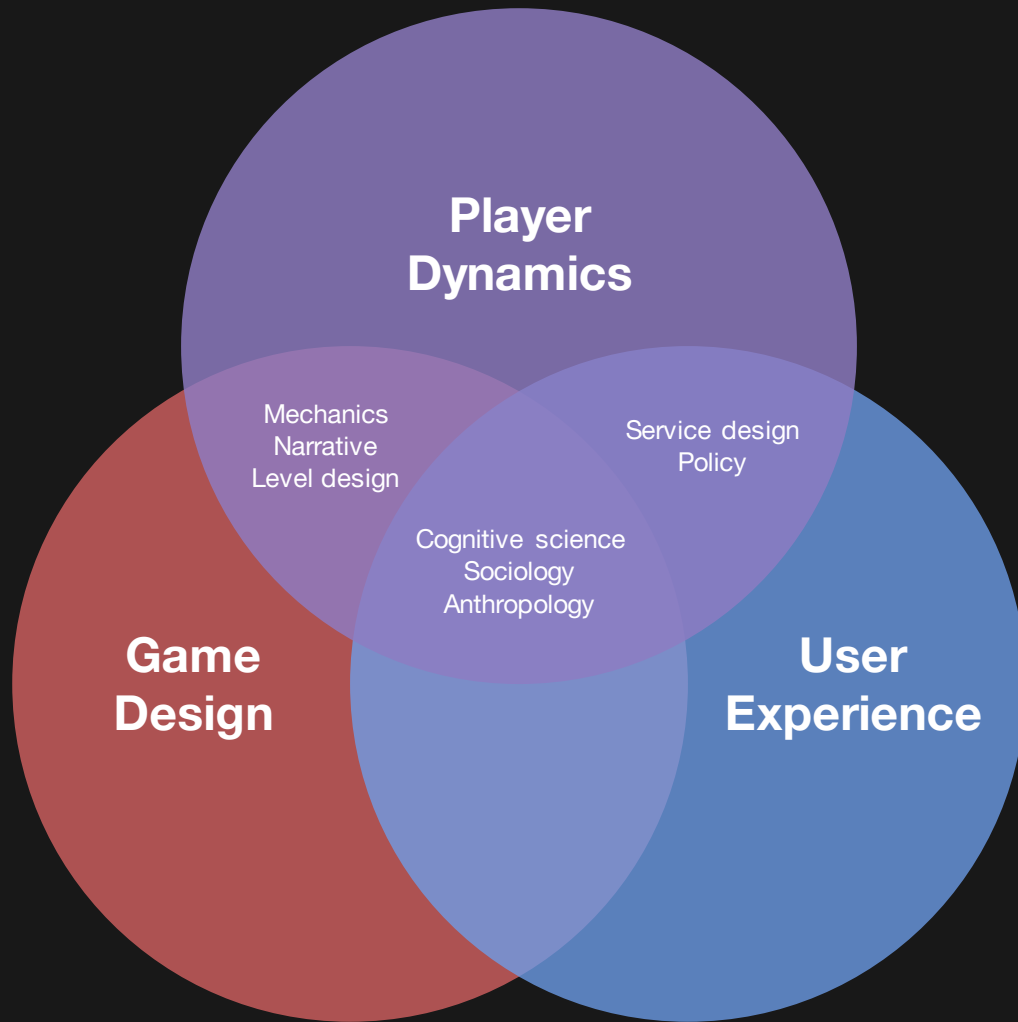 Player
Dynamics
Mechanics
Narrative
Level design
Service design
Policy
Cognitive science
Sociology
Anthropology
Game
Design
User
Experience